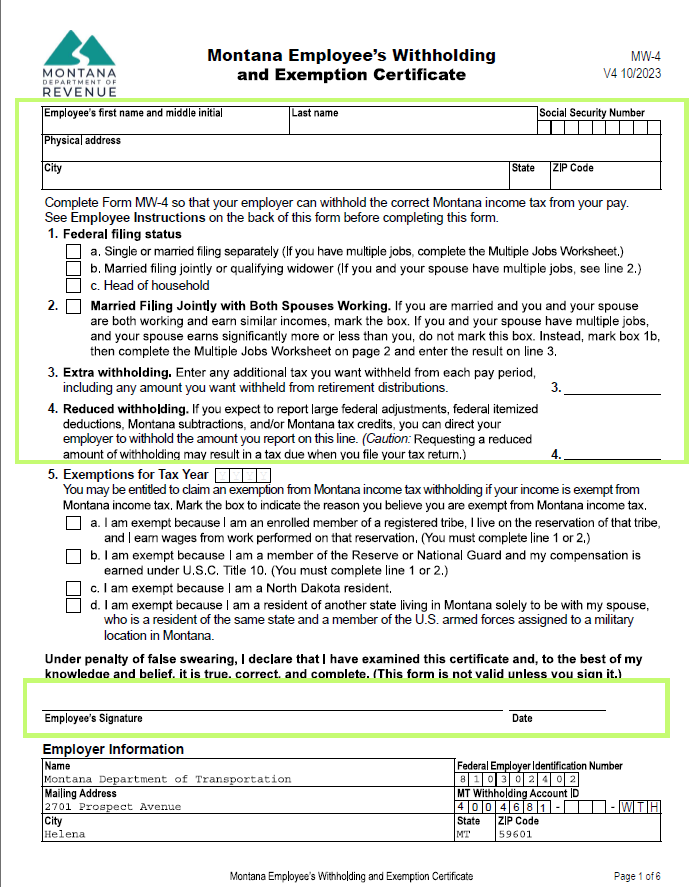 MONTANA
DEPARTMENT OF
REVENUE
Montana Employee's Withholding
and Exemption Certificate
MW-4
V4 10/2023
Employee's first name and middle initial
Last name
Social Security Number
Physical address
City
State
ZIP Code
Complete Form MW-4 so that your employer can withhold the correct Montana income tax from your pay.
See Employee Instructions on the back of this form before completing this form.
1. Federal filing status
a. Single or married filing separately (If you have multiple jobs, complete the Multiple Jobs Worksheet.)
b. Married filing jointly or qualifying widower (If you and your spouse have multiple jobs, see line 2.)
c. Head of household
2. Married Filing Jointly with Both Spouses Working. If you are married and you and your spouse
are both working and earn similar incomes, mark the box. If you and your spouse have multiple jobs,
and your spouse earns significantly more or less than you, do not mark this box. Instead, mark box 1b,
then complete the Multiple Jobs Worksheet on page 2 and enter the result on line 3.
3. Extra withholding. Enter any additional tax you want withheld from each pay period,
including any amount you want withheld from retirement distributions. 3.
4. Reduced withholding. If you expect to report large federal adjustments, federal itemized
deductions, Montana subtractions, and/or Montana tax credits, you can direct your
employer to withhold the amount you report on this line. (Caution: Requesting a reduced
amount of withholding may result in a tax due when you file your tax return.) 4.
5. Exemptions for Tax Year
You may be entitled to claim an exemption from Montana income tax withholding if your income is exempt from
Montana income tax. Mark the box to indicate the reason you believe you are exempt from Montana income tax.
a. I am exempt because I am an enrolled member of a registered tribe, I live on the reservation of that tribe,
and I earn wages from work performed on that reservation. (You must complete line 1 or 2.)
b. I am exempt because I am a member of the Reserve or National Guard and my compensation is
earned under U.S.C. Title 10. (You must complete line 1 or 2.)
c. I am exempt because I am a North Dakota resident.
d. I am exempt because I am a resident of another state living in Montana solely to be with my spouse,
who is a resident of the same state and a member of the U.S. armed forces assigned to a military
location in Montana.
Under penalty of false swearing, I declare that I have examined this certificate and, to the best of my
knowledge and belief, it is true, correct, and complete. (This form is not valid unless you sign it.)
Employee's Signature
Date
Employer Information
Name
Federal Employer Identification Number
Montana Department of Transportation
810302402
Mailing Address
MT Withholding Account ID
2701 Prospect Avenue
4004681- -WTH
City
State
ZIP Code
Helena
MT
59601
Montana Employee's Withholding and Exemption Certificate
Page 1 of 6